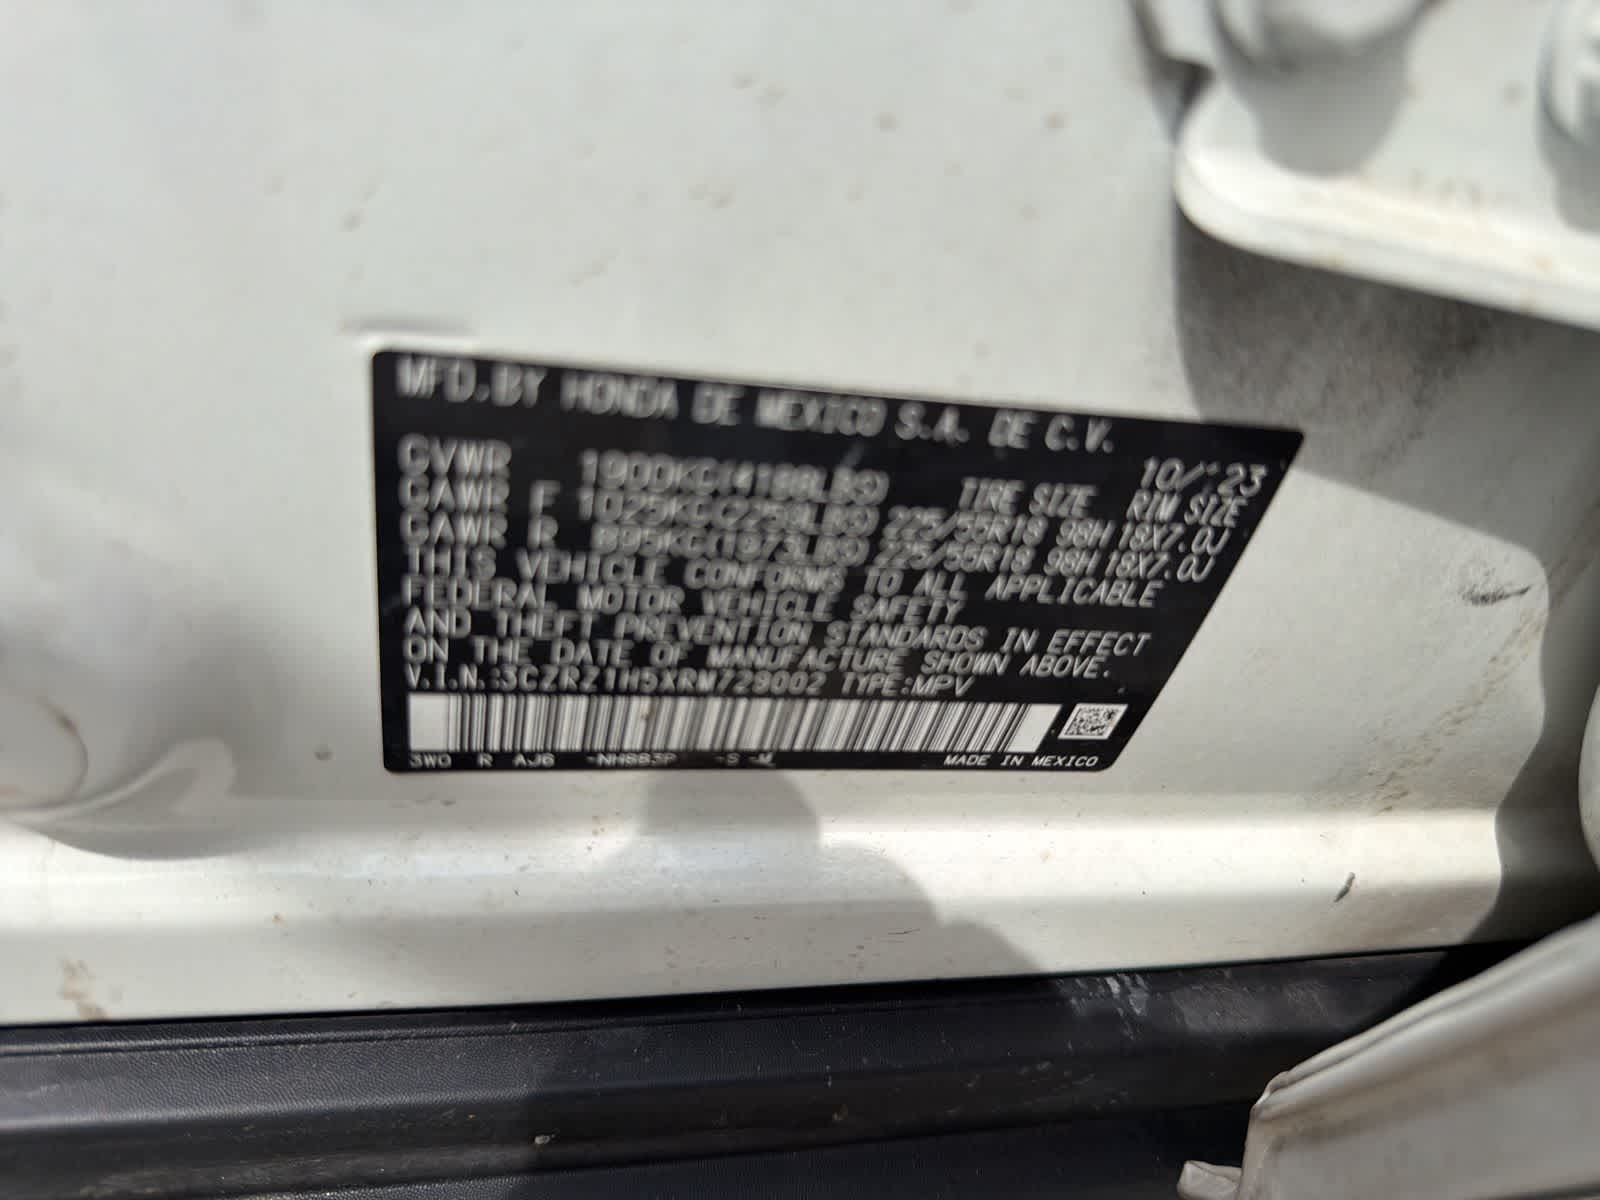 MFD. BY HONDA DE MEXICO S.A. DE C.V.
10/'23
GVWR 1900KG(4188LBS) TIRE SIZE RIM SIZE
GAWR F 1025KG(2259LBS) 225/55R18 98H 18X7.0J
GAWR R 895KG(1973LBS) 225/55R18 98H 18X7.0J
THIS VEHICLE CONFORMS TO ALL APPLICABLE
FEDERAL MOTOR VEHICLE SAFETY
AND THEFT PREVENTION STANDARDS IN EFFECT
ON THE DATE OF MANUFACTURE SHOWN ABOVE.
V.I.N.:3CZRZ1H5XRM729002 TYPE:MPV
3W0 R AJ6 -NH883P -S -M MADE IN MEXICO